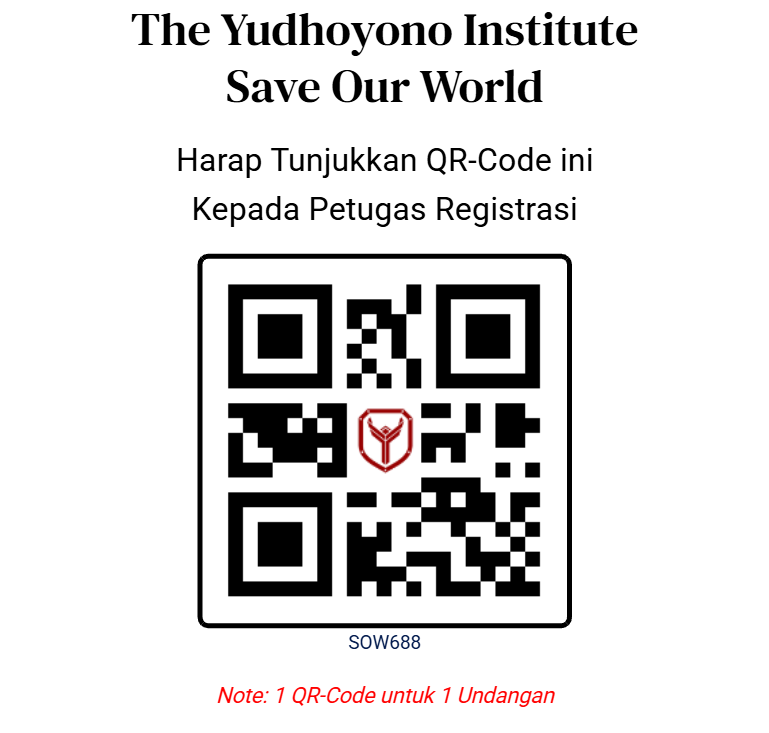 The Yudhoyono Institute
Save Our World
Harap Tunjukkan QR-Code ini
Kepada Petugas Registrasi
SOW688
Note: 1 QR-Code untuk 1 Undangan